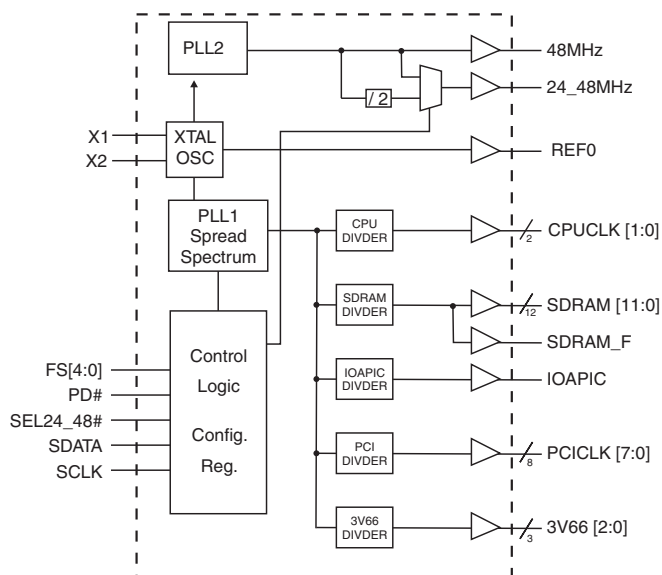 PLL2
48MHz
/ 2
24_48MHz
X1
X2
XTAL
OSC
REF0
PLL1
Spread
Spectrum
CPU
DIVDER
2
CPUCLK [1:0]
SDRAM
DIVDER
12
SDRAM [11:0]
SDRAM_F
Control
Logic
Config.
Reg.
FS[4:0]
PD#
SEL24_48#
SDATA
SCLK
IOAPIC
DIVDER
IOAPIC
PCI
DIVDER
8
PCICLK [7:0]
3V66
DIVDER
3
3V66 [2:0]